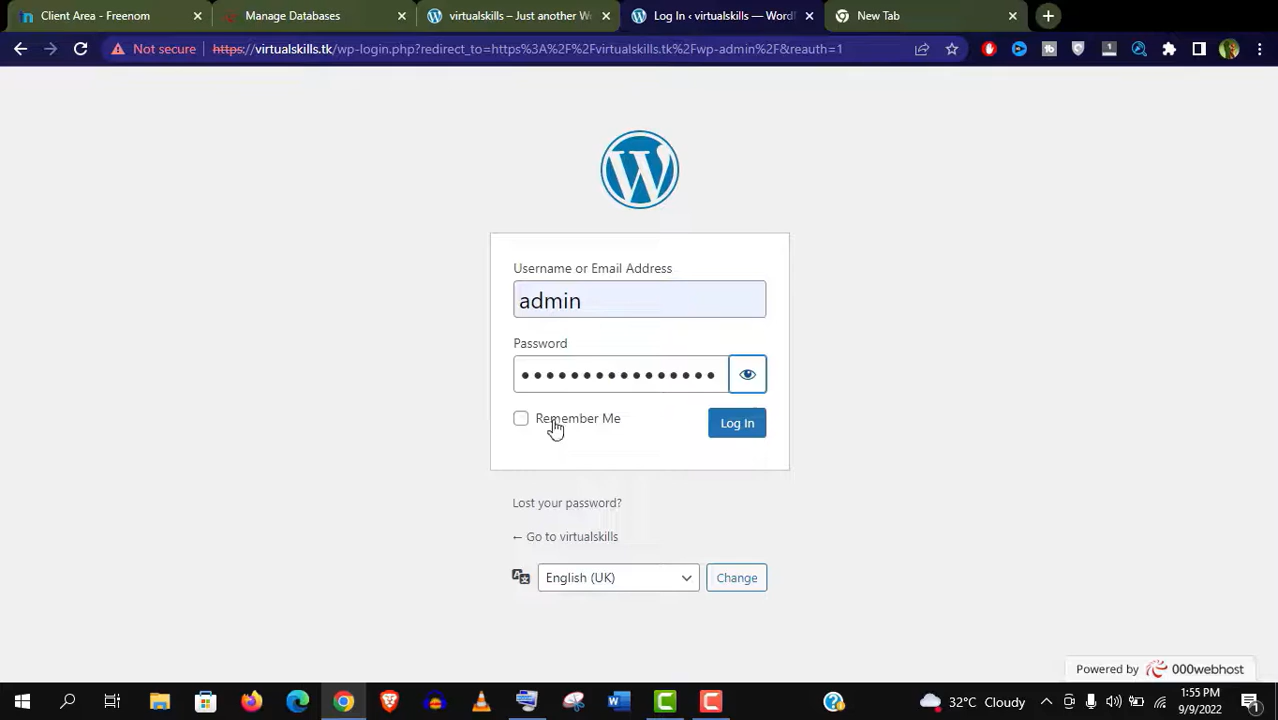 Client Area - Freenom
Manage Databases
virtualskills – Just another W
Log In ‹ virtualskills — Word
New Tab
Not secure https://virtualskills.tk/wp-login.php?redirect_to=https%3A%2F%2Fvirtualskills.tk%2Fwp-admin%2F&reauth=1
Username or Email Address
admin
Password
Remember Me
Log In
Lost your password?
← Go to virtualskills
English (UK)
Change
Powered by 000webhost
32°C Cloudy
1:55 PM
9/9/2022